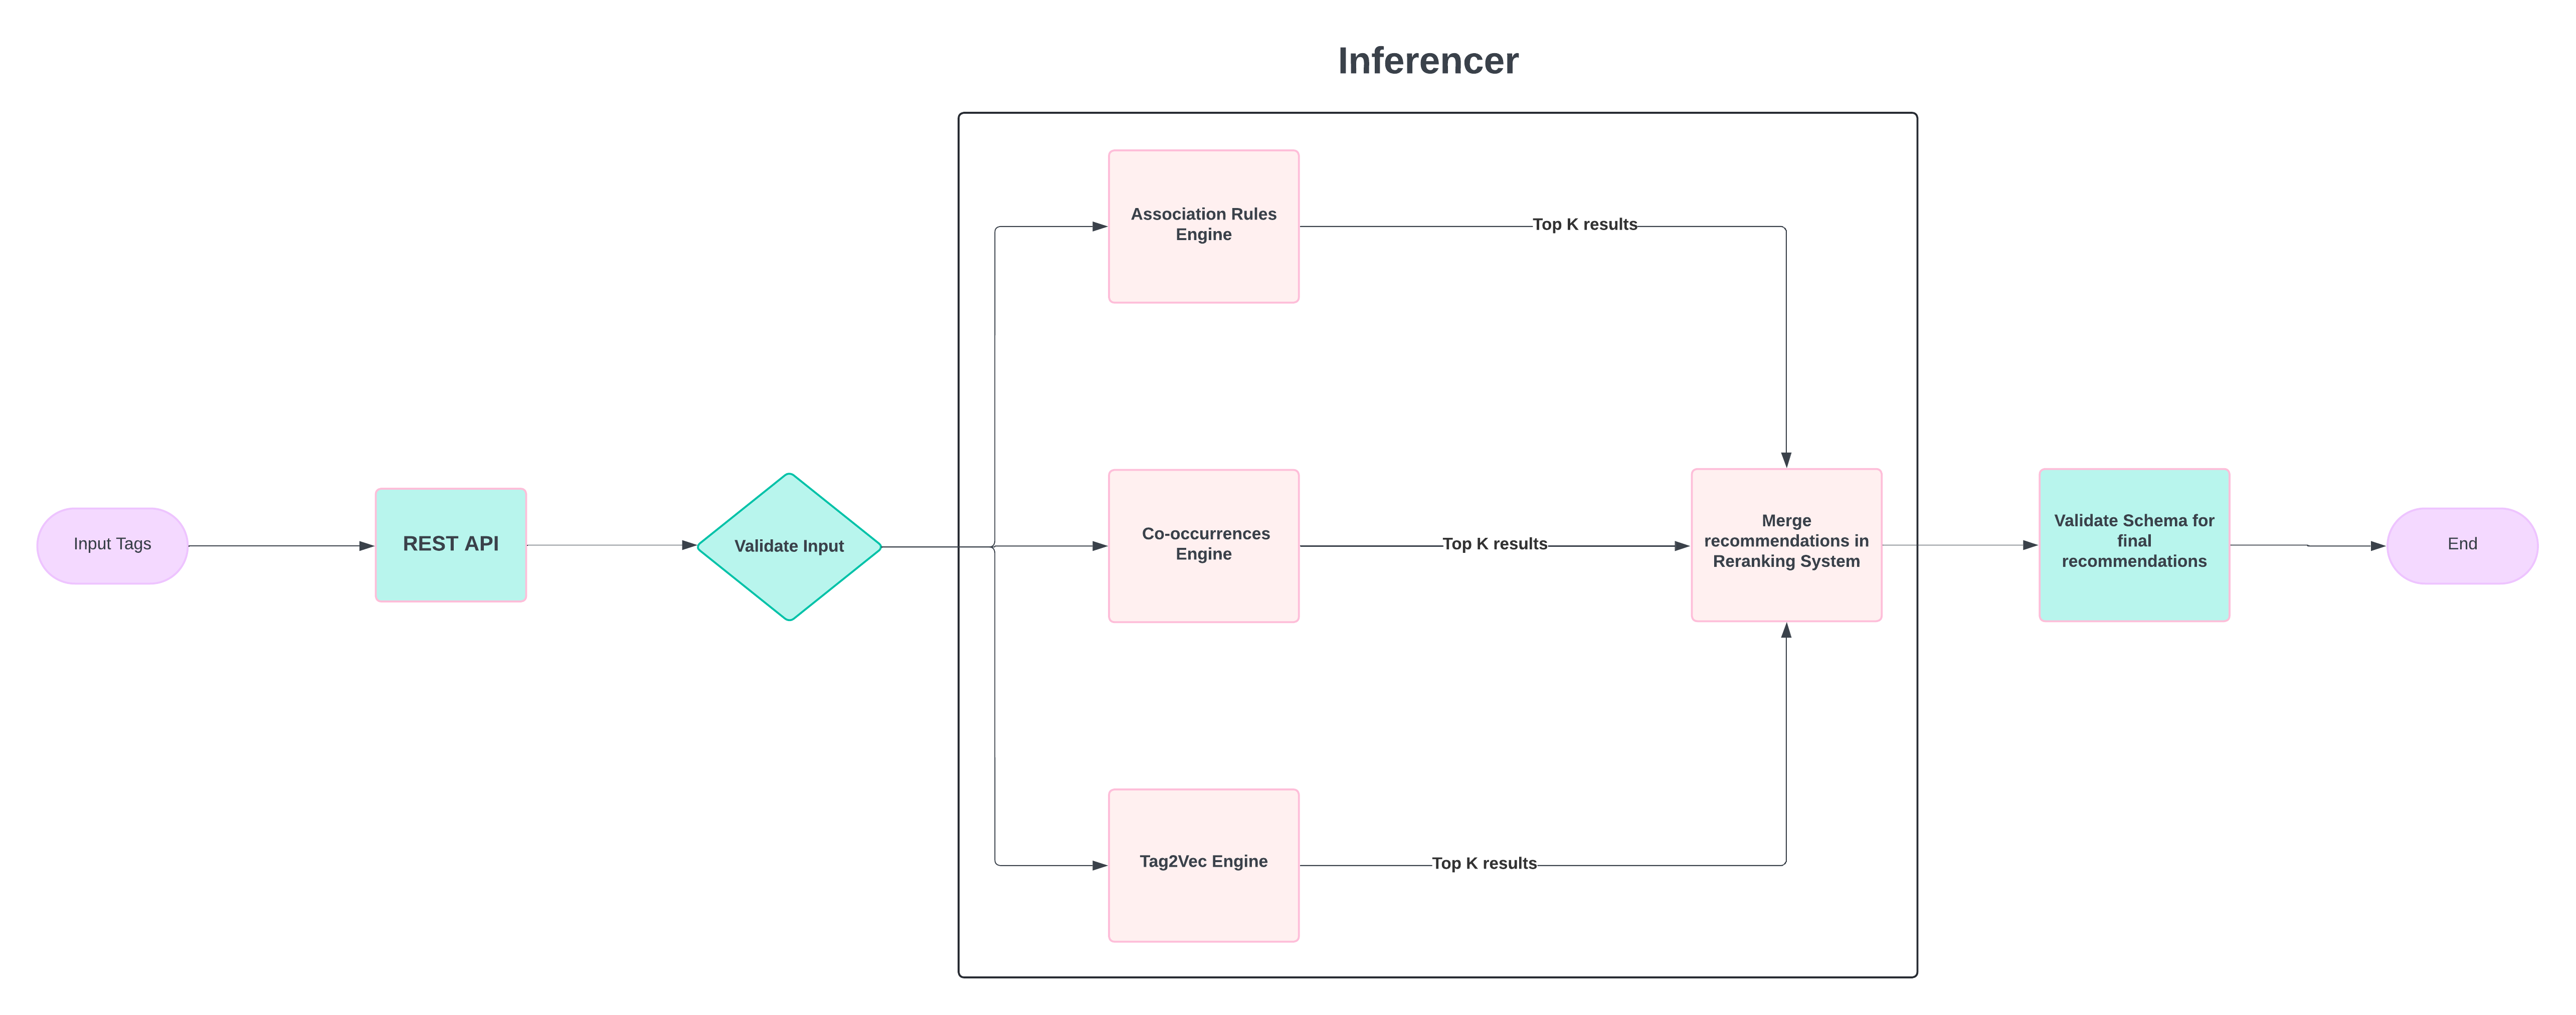 Inferencer
Input Tags
REST API
Validate Input
Association Rules
Engine
Top K results
Co-occurrences
Engine
Top K results
Tag2Vec Engine
Top K results
Merge
recommendations in
Reranking System
Validate Schema for
final
recommendations
End